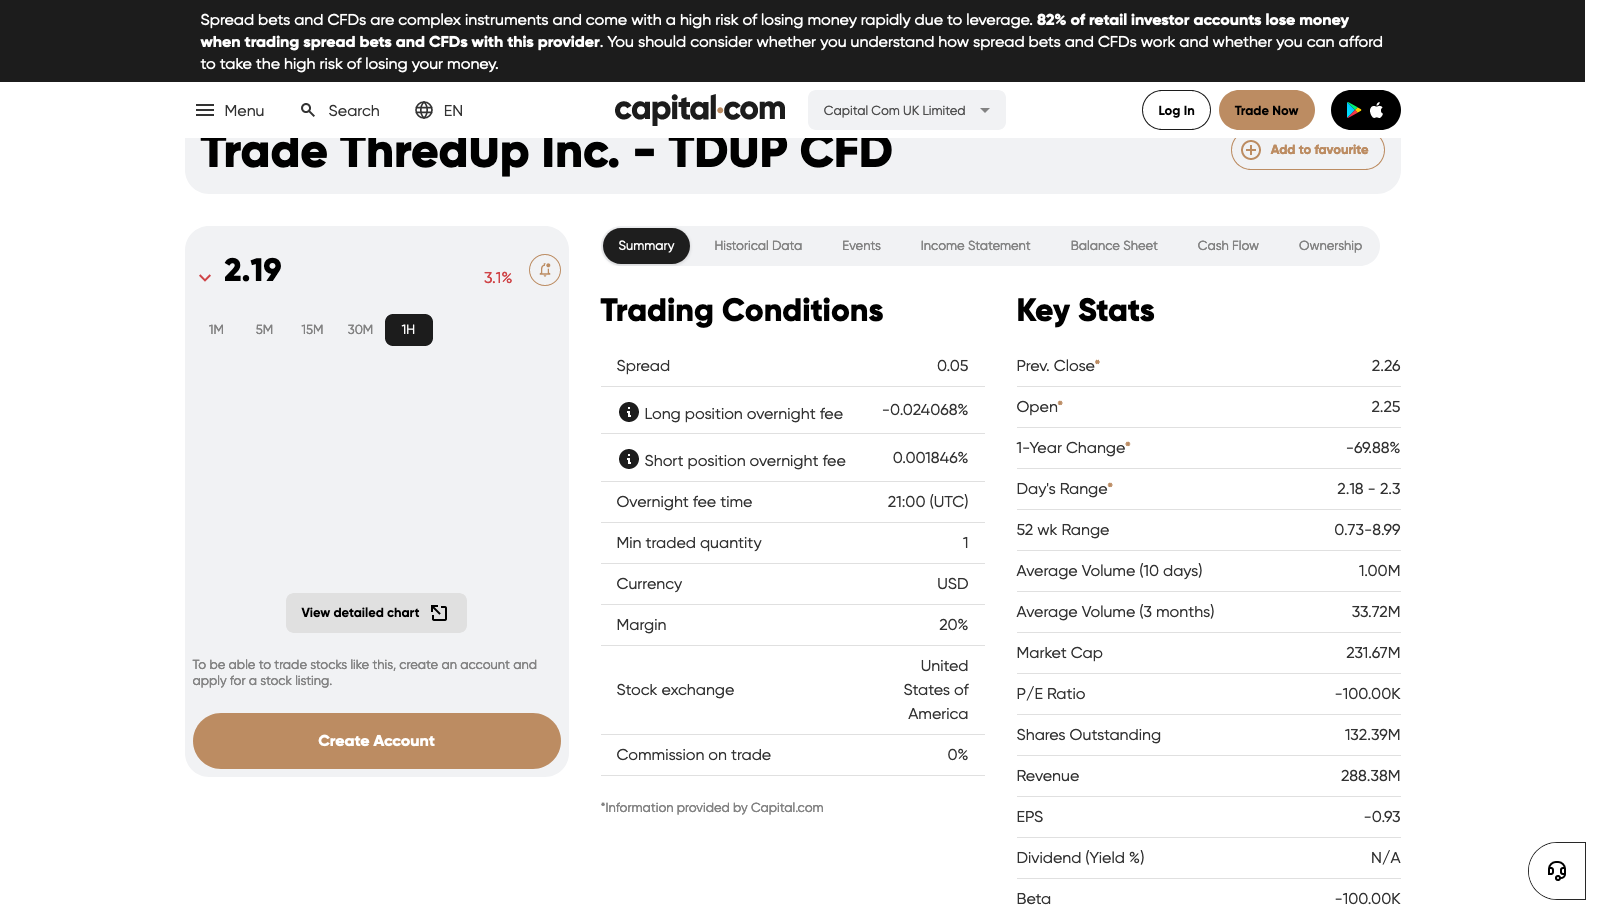 Spread bets and CFDs are complex instruments and come with a high risk of losing money rapidly due to leverage. 82% of retail investor accounts lose money
when trading spread bets and CFDs with this provider. You should consider whether you understand how spread bets and CFDs work and whether you can afford
to take the high risk of losing your money.
Menu
Search
EN
capital.com
Capital Com UK Limited
Log In
Trade Now
Trade ThredUp Inc. - TDUP CFD
Add to favourite
2.19
3.1%
1M 5M 15M 30M 1H
View detailed chart
To be able to trade stocks like this, create an account and
apply for a stock listing.
Create Account
Summary Historical Data Events Income Statement Balance Sheet Cash Flow Ownership
Trading Conditions
Spread 0.05
Long position overnight fee -0.024068%
Short position overnight fee 0.001846%
Overnight fee time 21:00 (UTC)
Min traded quantity 1
Currency USD
Margin 20%
Stock exchange United
States of
America
Commission on trade 0%
*Information provided by Capital.com
Key Stats
Prev. Close* 2.26
Open* 2.25
1-Year Change* -69.88%
Day's Range* 2.18 - 2.3
52 wk Range 0.73-8.99
Average Volume (10 days) 1.00M
Average Volume (3 months) 33.72M
Market Cap 231.67M
P/E Ratio -100.00K
Shares Outstanding 132.39M
Revenue 288.38M
EPS -0.93
Dividend (Yield %) N/A
Beta -100.00K